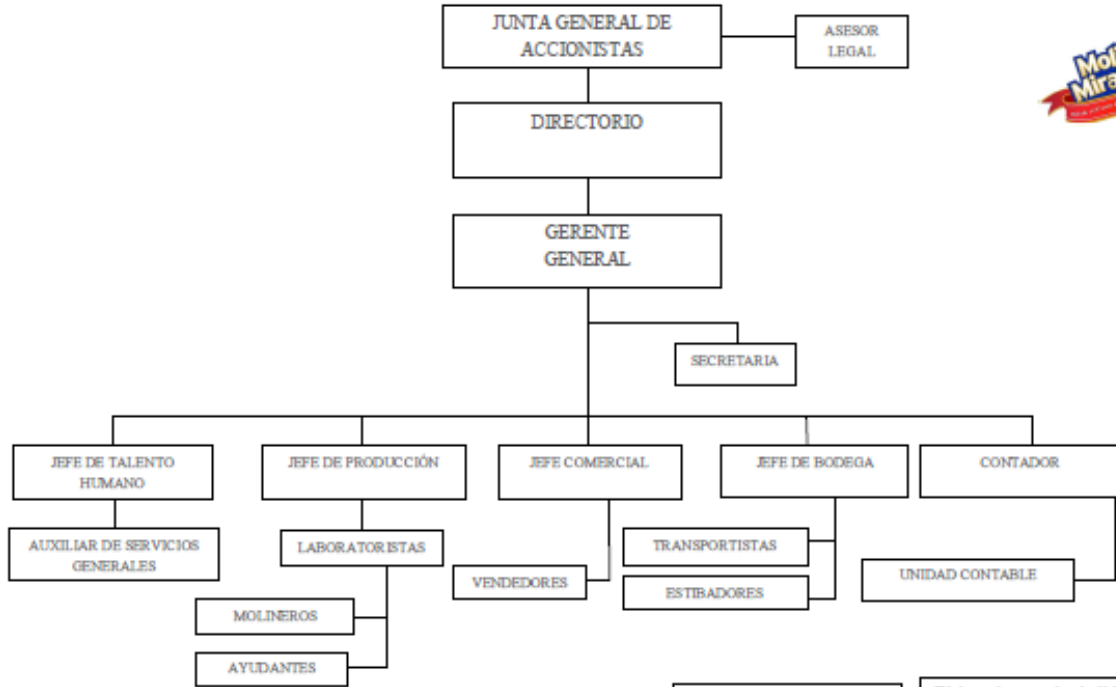 JUNTA GENERAL DE
ACCIONISTAS
ASESOR
LEGAL
DIRECTORIO
GERENTE
GENERAL
SECRETARIA
JEFE DE TALENTO
HUMANO
JEFE DE PRODUCCIÓN
JEFE COMERCIAL
JEFE DE BODEGA
CONTADOR
AUXILIAR DE SERVICIOS
GENERALES
LABORATORISTAS
MOLINEROS
AYUDANTES
VENDEDORES
TRANSPORTISTAS
ESTIBADORES
UNIDAD CONTABLE